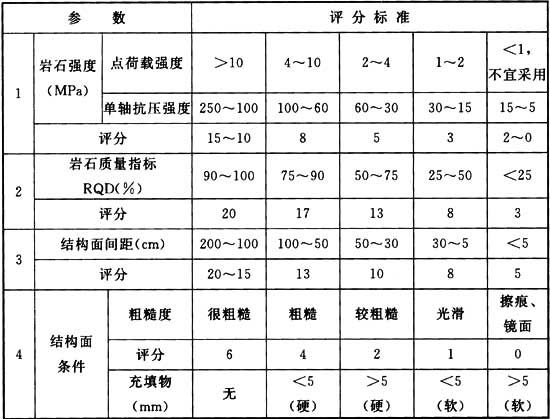 参 数 评分标准
1 岩石强度(MPa) 点荷载强度 >10 4～10 2～4 1～2 <1，不宜采用
单轴抗压强度 250～100 100～60 60～30 30～15 15～5
评分 15～10 8 5 3 2～0
2 岩石质量指标RQD(%) 90～100 75～90 50～75 25～50 <25
评分 20 17 13 8 3
3 结构面间距(cm) 200～100 100～50 50～30 30～5 <5
评分 20～15 13 10 8 5
4 结构面条件 粗糙度 很粗糙 粗糙 较粗糙 光滑 擦痕、镜面
评分 6 4 2 1 0
充填物(mm) 无 <5(硬) >5(硬) <5(软) >5(软)